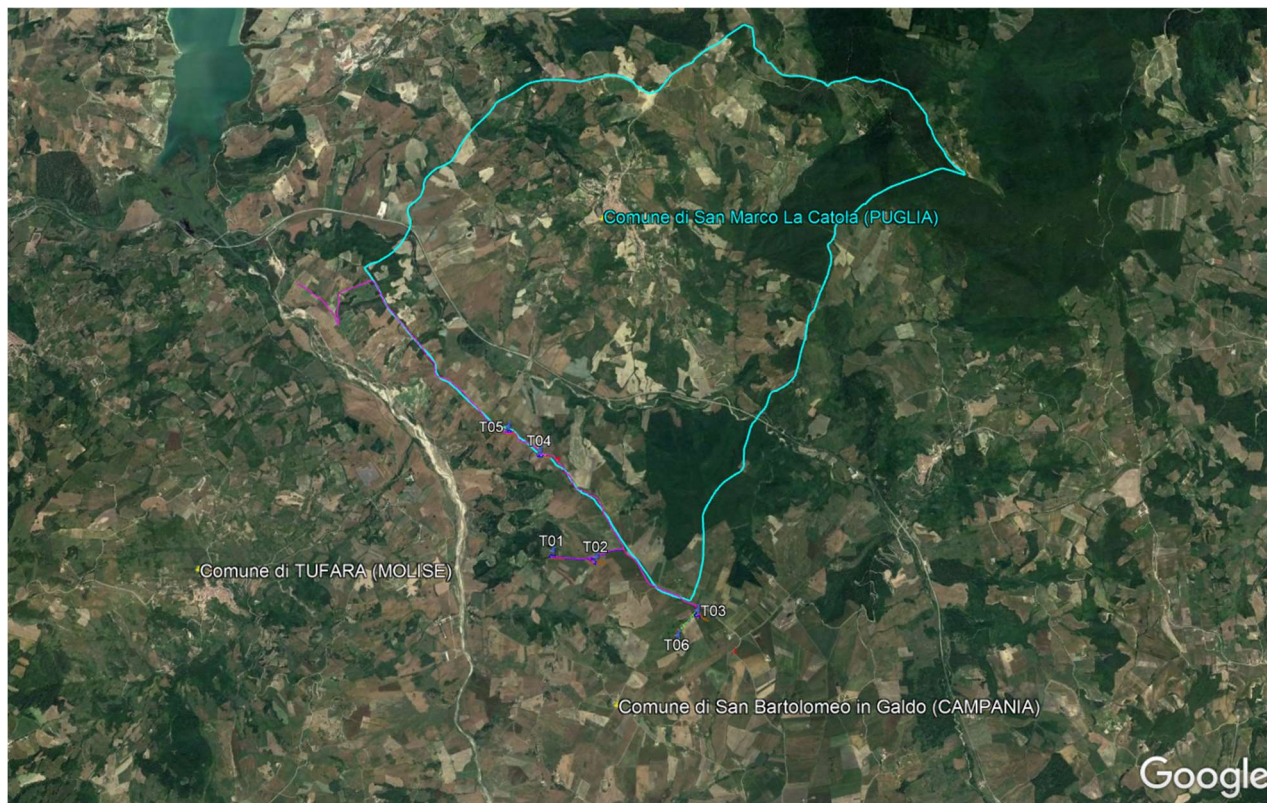 Comune di San Marco La Catola (PUGLIA)
T05
T04
T01
T02
Comune di TUFARA (MOLISE)
T03
T06
Comune di San Bartolomeo in Galdo (CAMPANIA)
Google